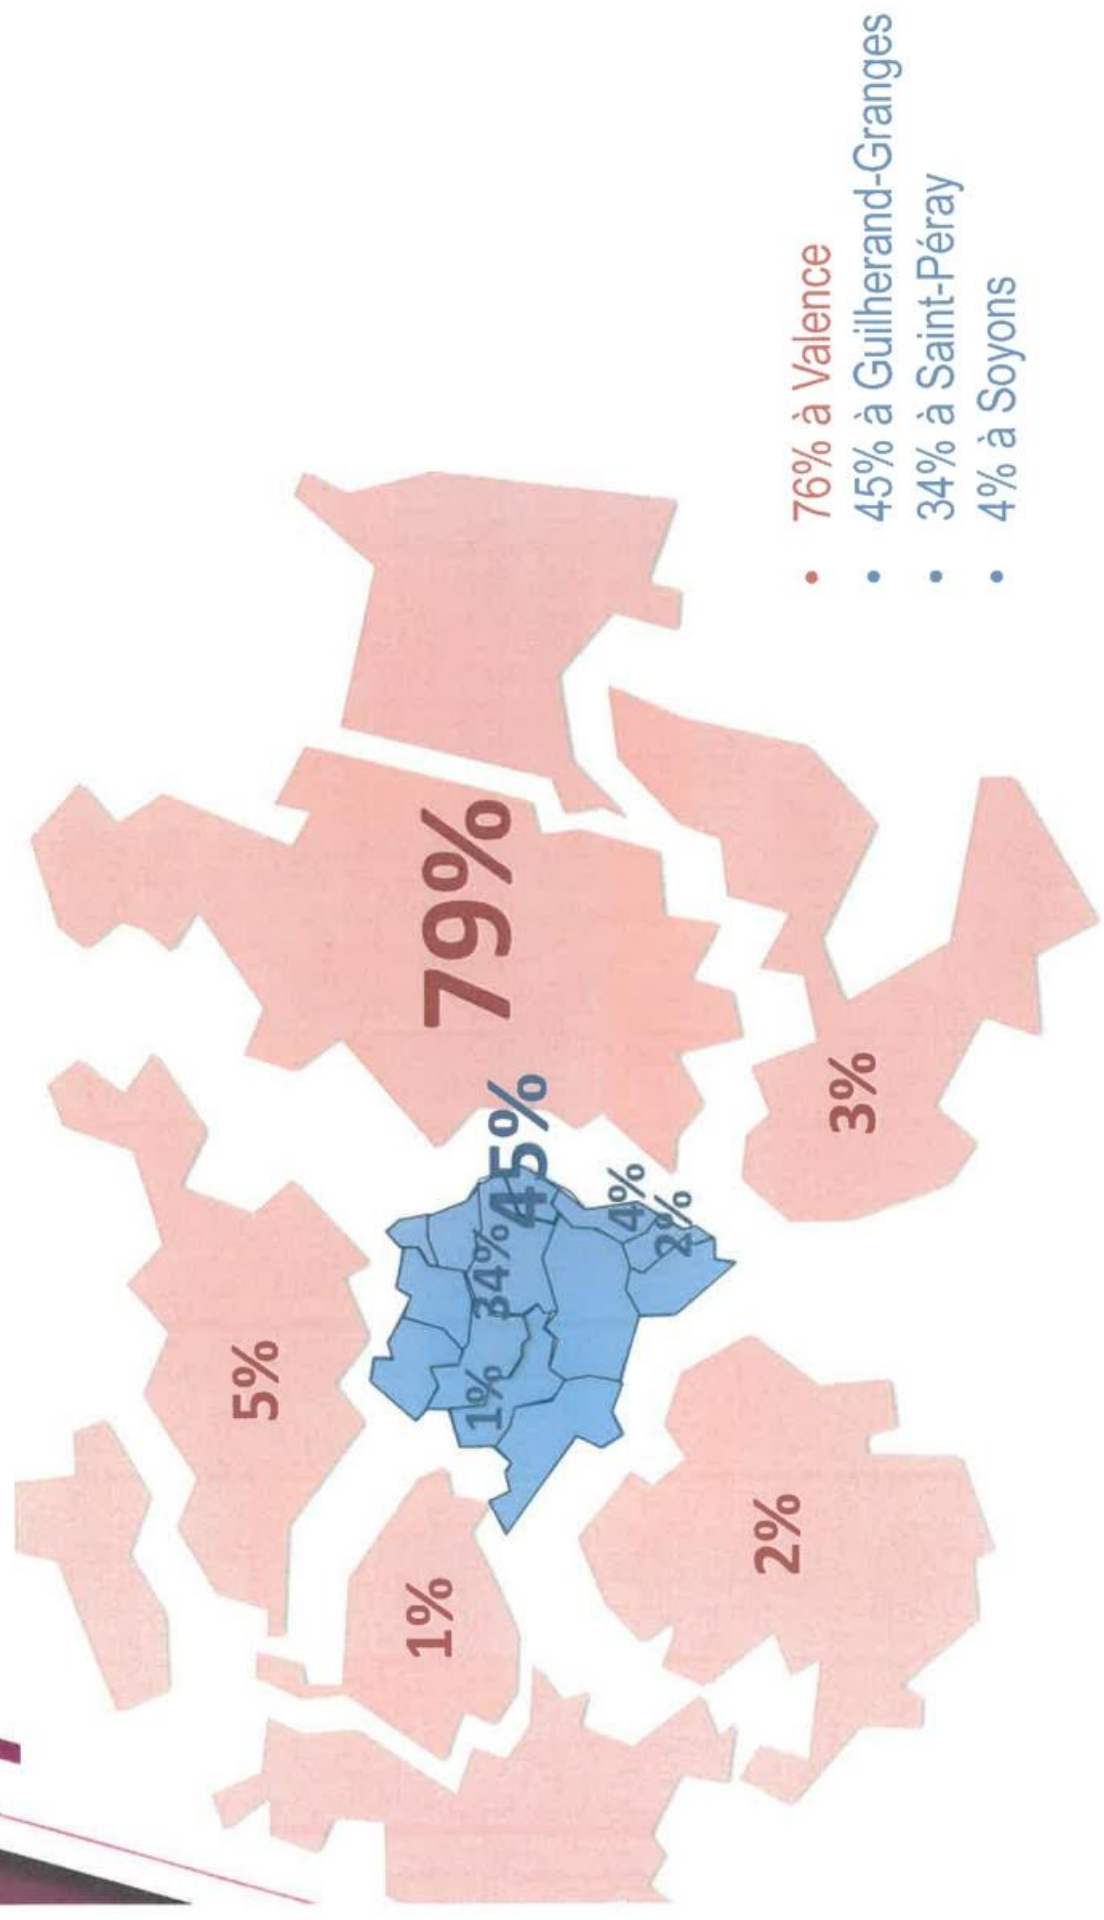 5%
1%
79%
1%
34%
45%
4%
2%
2%
3%
• 76% à Valence
• 45% à Guilherand-Granges
• 34% à Saint-Péray
• 4% à Soyons